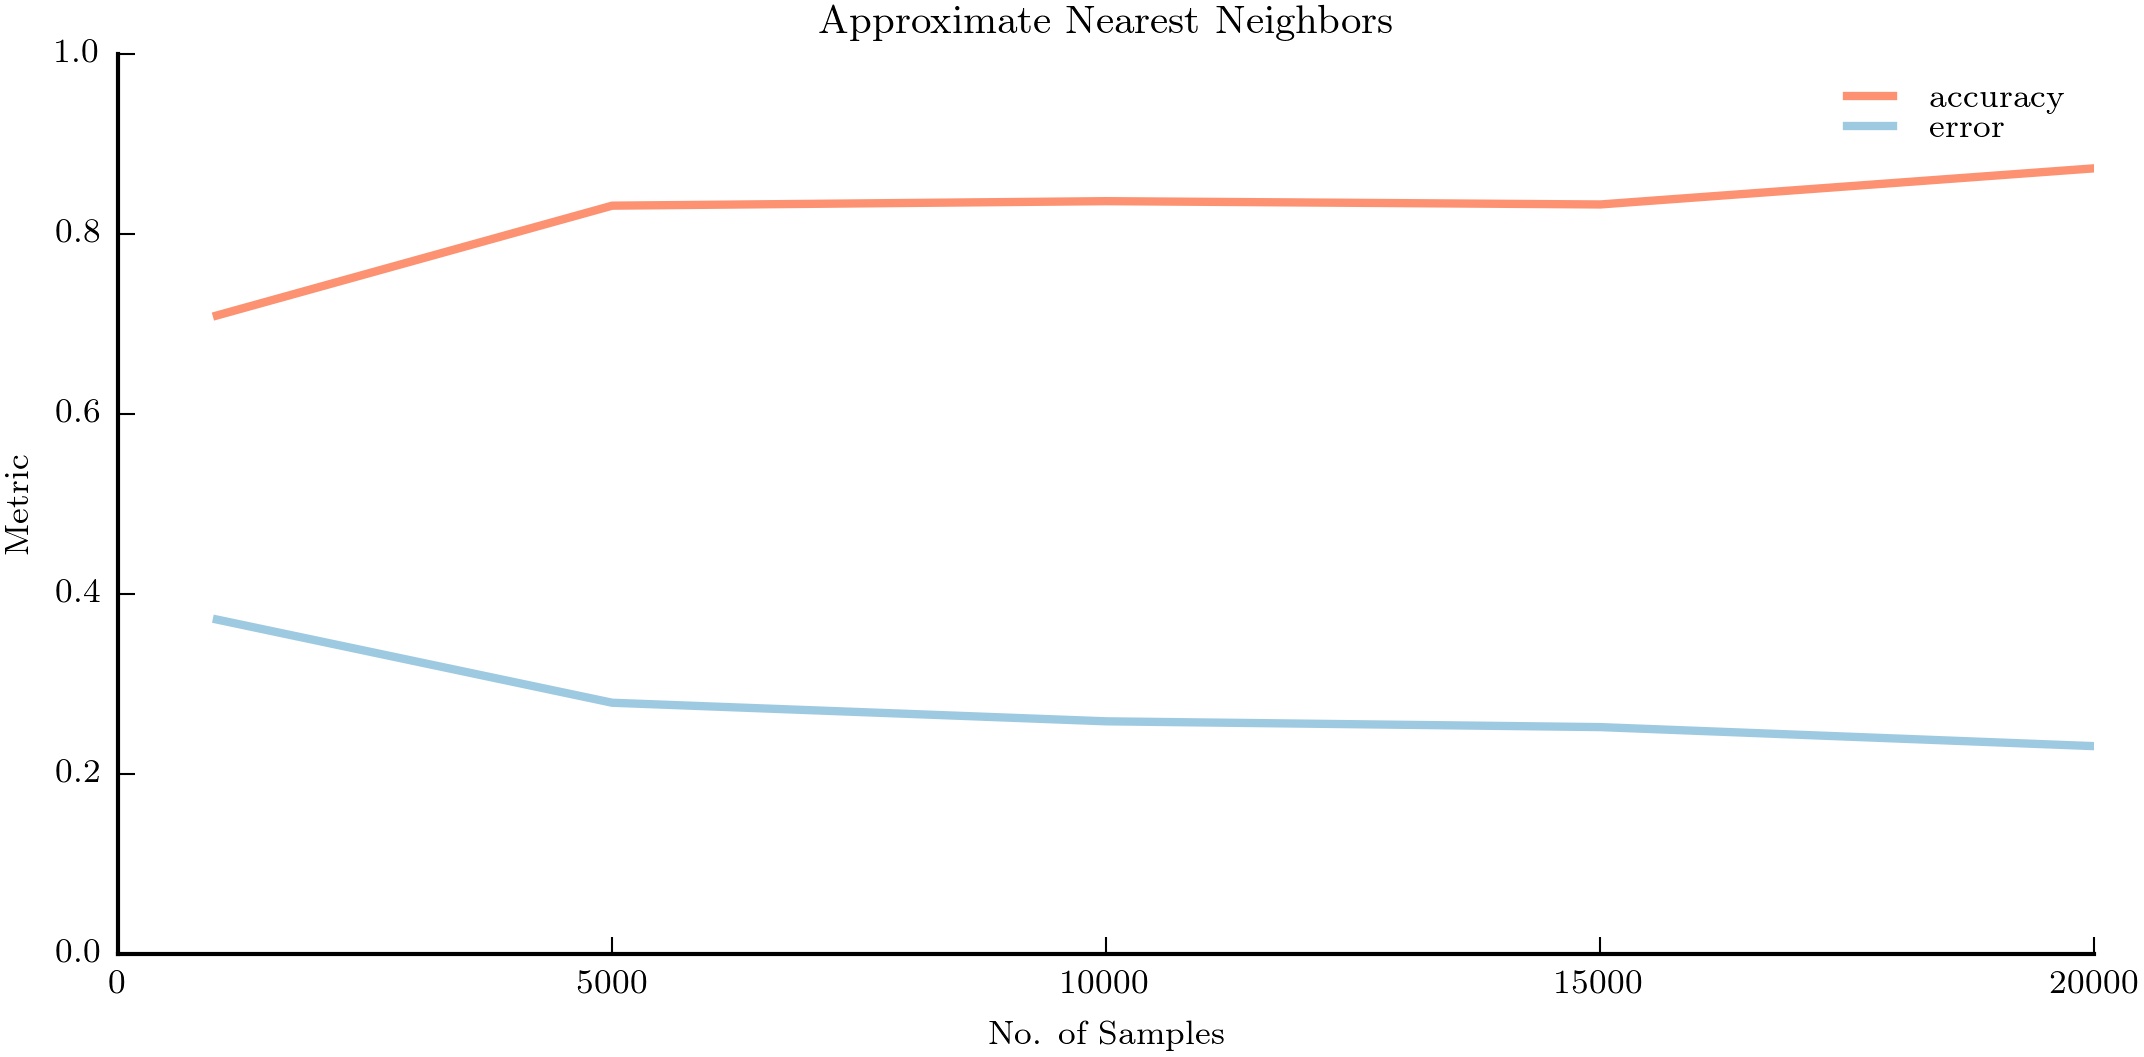 Approximate Nearest Neighbors
1.0
accuracy
error
0.8
0.6
Metric
0.4
0.2
0.0
0 5000 10000 15000 20000
No. of Samples